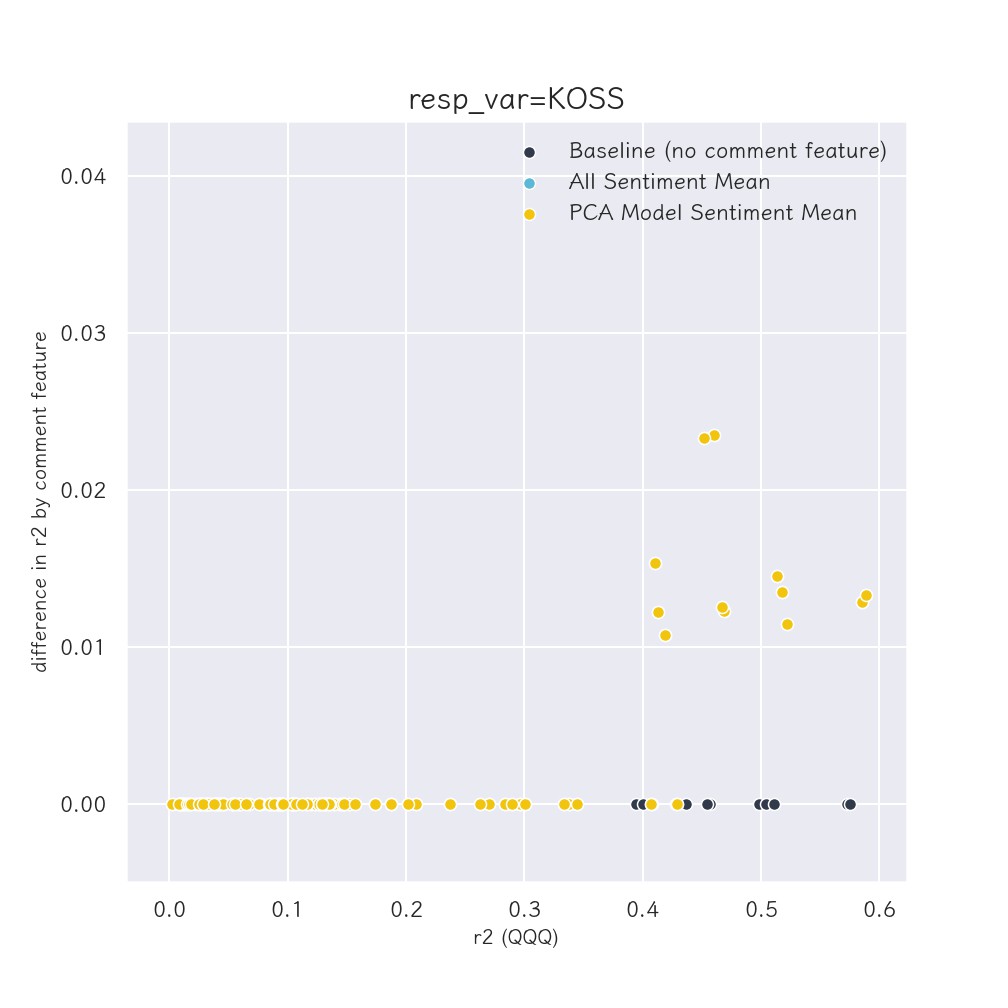 resp_var=KOSS
Baseline (no comment feature)
All Sentiment Mean
PCA Model Sentiment Mean
difference in r2 by comment feature
0.04
0.03
0.02
0.01
0.00
0.0 0.1 0.2 0.3 0.4 0.5 0.6
r2 (QQQ)